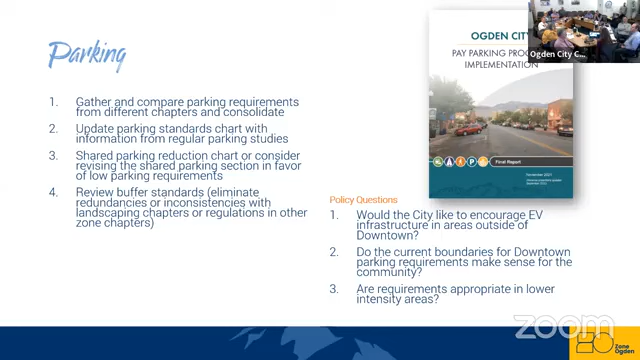 Parking
1. Gather and compare parking requirements
from different chapters and consolidate
2. Update parking standards chart with
information from regular parking studies
3. Shared parking reduction chart or consider
revising the shared parking section in favor
of low parking requirements
4. Review buffer standards (eliminate
redundancies or inconsistencies with
landscaping chapters or regulations in other
zone chapters)
OGDEN CITY
PAY PARKING
IMPLEMENTATION
P
Final Report
Ogden City C...
Policy Questions
1. Would the City like to encourage EV
infrastructure in areas outside of
Downtown?
2. Do the current boundaries for Downtown
parking requirements make sense for the
community?
3. Are requirements appropriate in lower
intensity areas?
zoom
Zone
Ogden